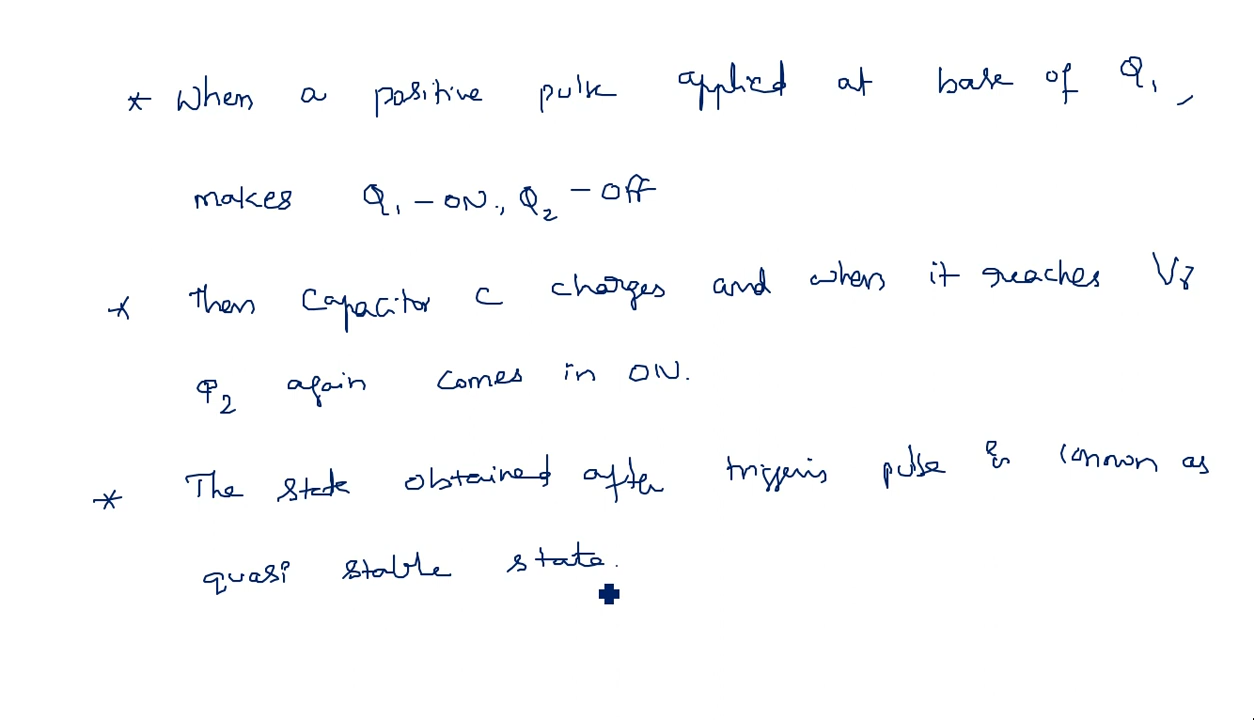 * When a positive pulse applied at base of Q1,
makes Q1 - ON., Q2 - Off
* Then Capacitor C charges and when it reaches Vγ
Q2 again comes in ON.
* The state obtained after triggering pulse is known as
quasi stable state.